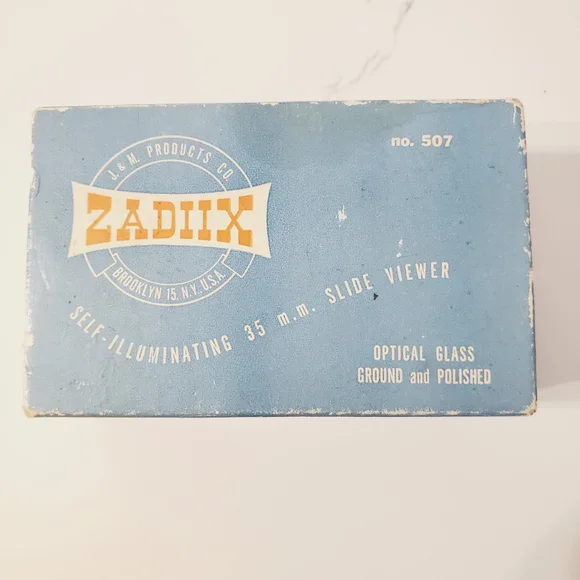 no. 507
J. & M. PRODUCTS CO.
ZADIIX
BROOKLYN 15, N.Y. U.S.A.
SELF-ILLUMINATING 35 m.m. SLIDE VIEWER
OPTICAL GLASS
GROUND and POLISHED